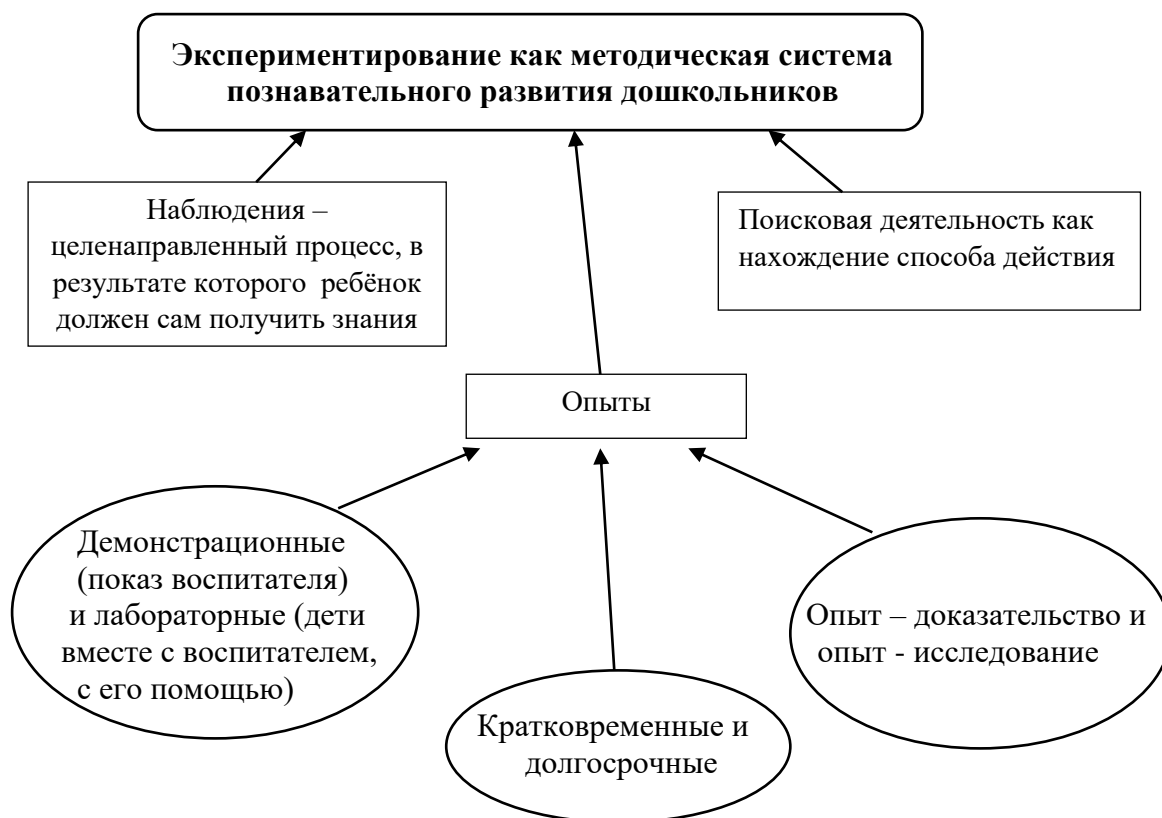 Экспериментирование как методическая система
познавательного развития дошкольников
Наблюдения –
целенаправленный процесс, в
результате которого ребёнок
должен сам получить знания
Поисковая деятельность как
нахождение способа действия
Опыты
Демонстрационные
(показ воспитателя)
и лабораторные (дети
вместе с воспитателем,
с его помощью)
Кратковременные и
долгосрочные
Опыт – доказательство и
опыт - исследование